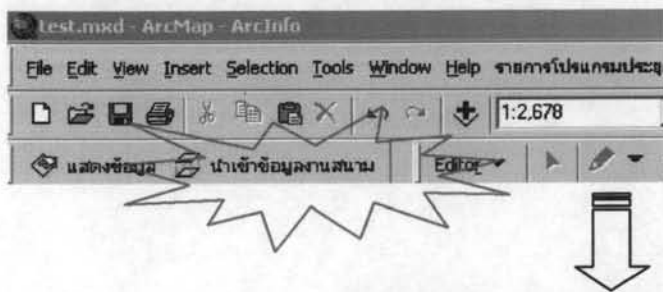 test.mxd - ArcMap - ArcInfo
File Edit View Insert Selection Tools Window Help รายการโปรแกรมประยุ
1:2,678
แสดงข้อมูล นำเข้าข้อมูลงานสนาม Editor